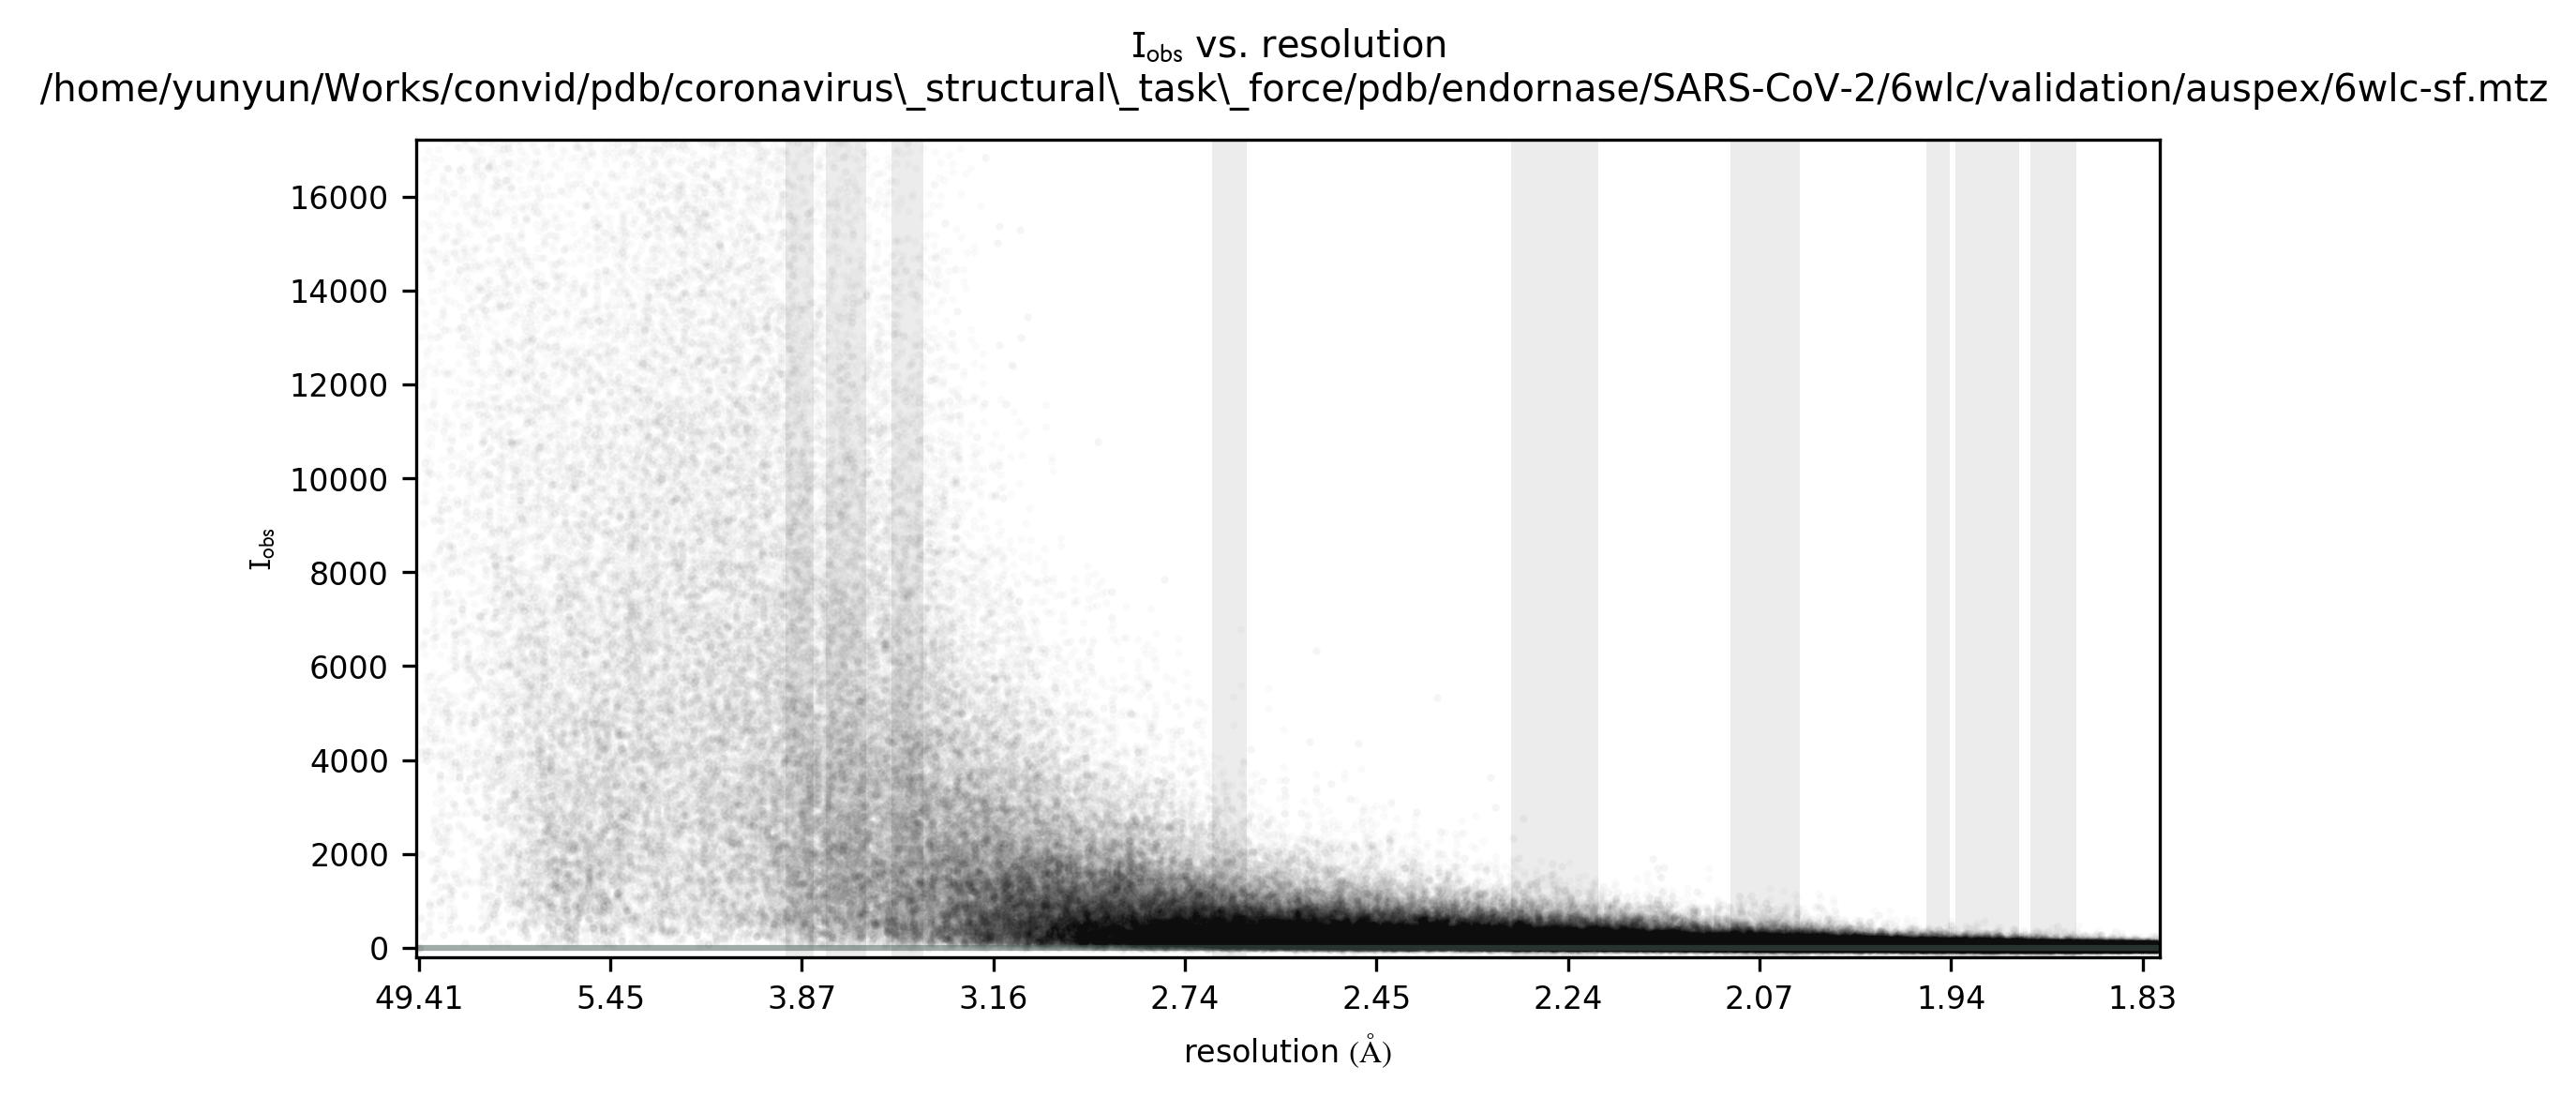 I_obs vs. resolution
/home/yunyun/Works/convid/pdb/coronavirus\_structural\_task\_force/pdb/endornase/SARS-CoV-2/6wlc/validation/auspex/6wlc-sf.mtz
16000
14000
12000
10000
8000
6000
4000
2000
0
I_obs
49.41 5.45 3.87 3.16 2.74 2.45 2.24 2.07 1.94 1.83
resolution (Å)